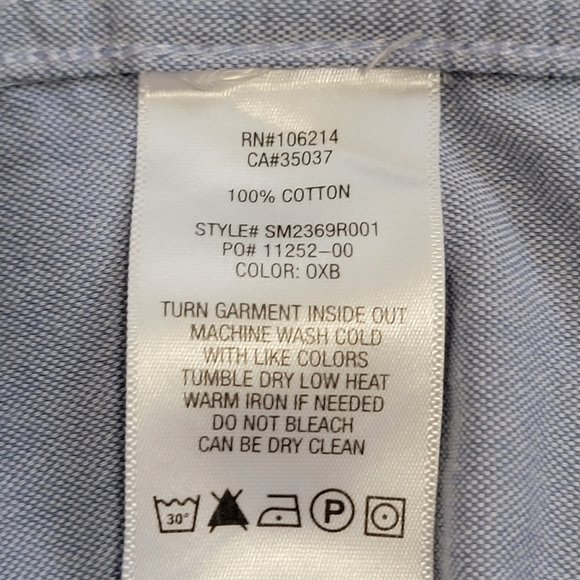 RN#106214
CA#35037
100% COTTON
STYLE# SM2369R001
PO# 11252-00
COLOR: OXB
TURN GARMENT INSIDE OUT
MACHINE WASH COLD
WITH LIKE COLORS
TUMBLE DRY LOW HEAT
WARM IRON IF NEEDED
DO NOT BLEACH
CAN BE DRY CLEAN
30° P